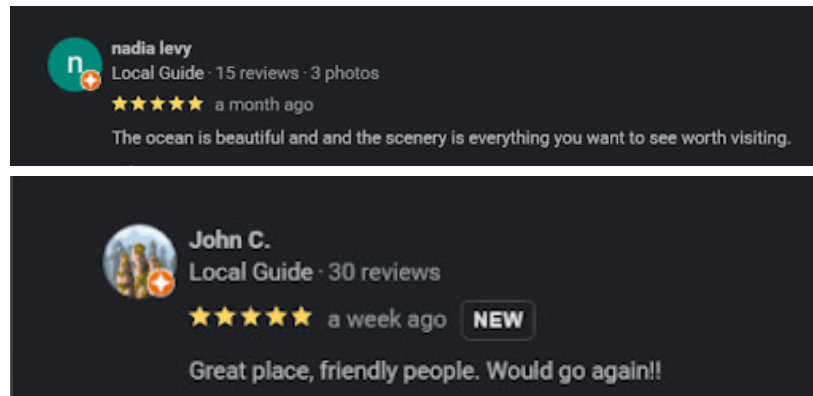 n
nadia levy
Local Guide · 15 reviews · 3 photos
a month ago
The ocean is beautiful and and the scenery is everything you want to see worth visiting.
John C.
Local Guide · 30 reviews
a week ago NEW
Great place, friendly people. Would go again!!